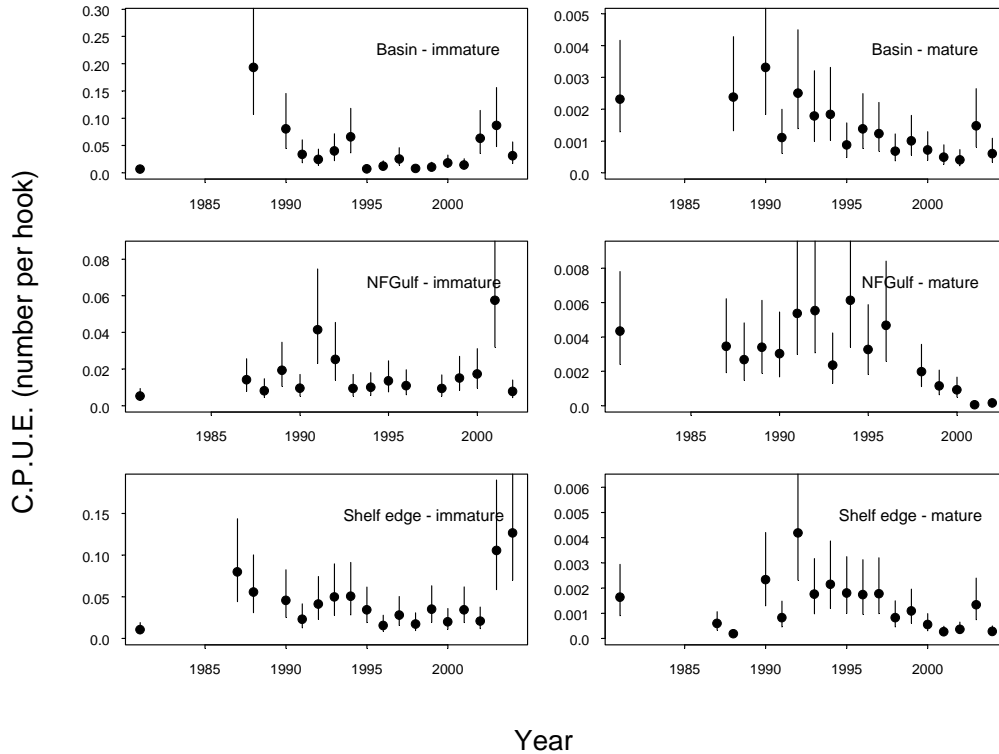 C.P.U.E. (number per hook)
Basin - immature
0.30
0.25
0.20
0.15
0.10
0.05
0.0
1985 1990 1995 2000
Basin - mature
0.005
0.004
0.003
0.002
0.001
0.0
1985 1990 1995 2000
NFGulf - immature
0.08
0.06
0.04
0.02
0.0
1985 1990 1995 2000
NFGulf - mature
0.008
0.006
0.004
0.002
0.0
1985 1990 1995 2000
Shelf edge - immature
0.15
0.10
0.05
0.0
1985 1990 1995 2000
Shelf edge - mature
0.006
0.005
0.004
0.003
0.002
0.001
0.0
1985 1990 1995 2000
Year